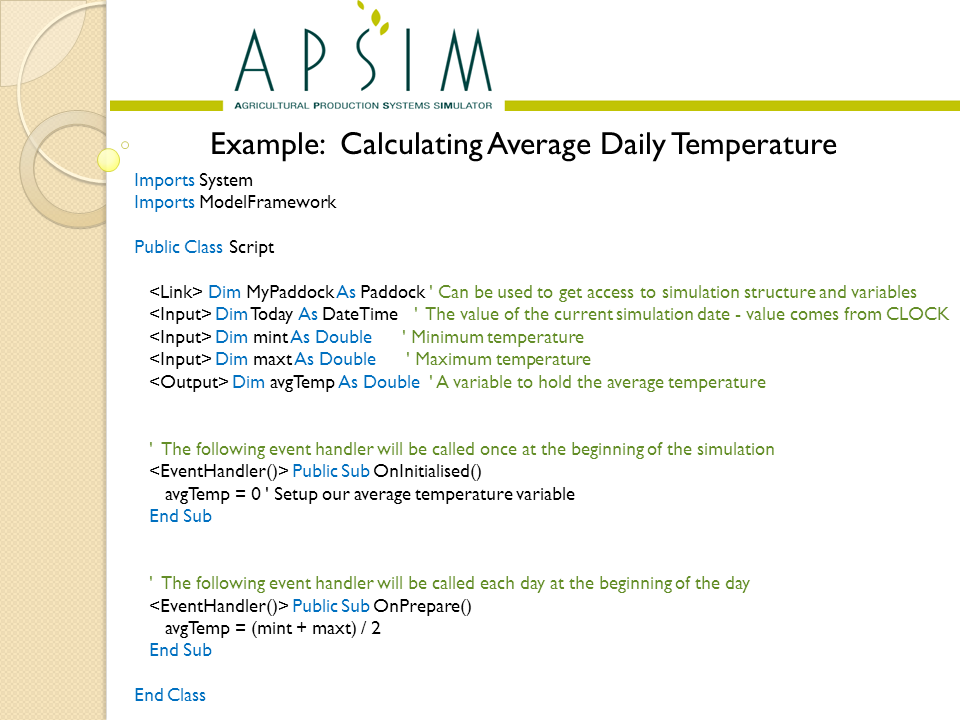 APSIM
AGRICULTURAL PRODUCTION SYSTEMS SIMULATOR
Example:  Calculating Average Daily Temperature
Imports System
Imports ModelFramework
Public Class Script
<Link> Dim MyPaddock As Paddock ' Can be used to get access to simulation structure and variables
<Input> Dim Today As DateTime    '  The value of the current simulation date - value comes from CLOCK
<Input> Dim mint As Double       ' Minimum temperature
<Input> Dim maxt As Double       ' Maximum temperature
<Output> Dim avgTemp As Double  ' A variable to hold the average temperature
'  The following event handler will be called once at the beginning of the simulation
<EventHandler()> Public Sub OnInitialised()
avgTemp = 0 ' Setup our average temperature variable
End Sub
'  The following event handler will be called each day at the beginning of the day
<EventHandler()> Public Sub OnPrepare()
avgTemp = (mint + maxt) / 2
End Sub
End Class